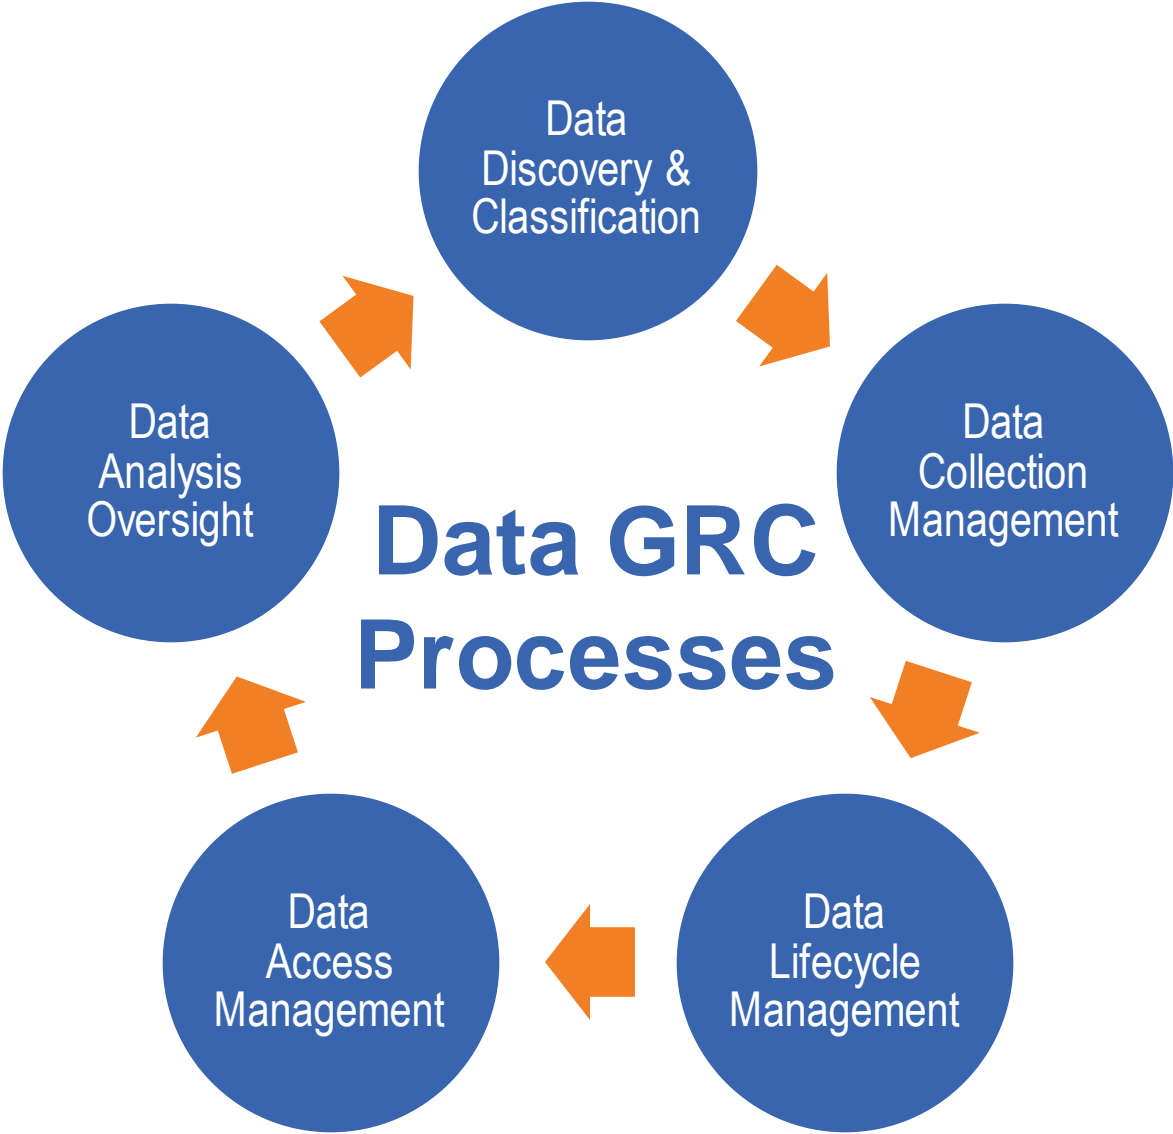 Data
Discovery &
Classification
Data
Collection
Management
Data
Lifecycle
Management
Data
Access
Management
Data
Analysis
Oversight
Data GRC
Processes